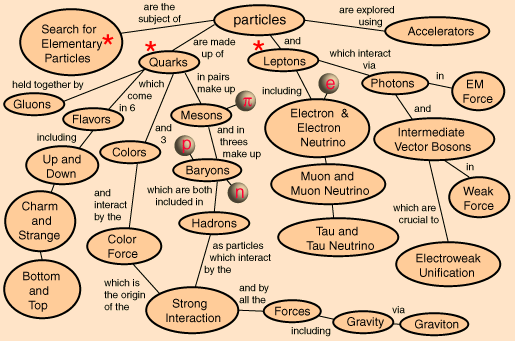 are the
subject of
particles
are explored
using
Search for
Elementary
Particles
*
Accelerators
*
*
are made
up of
and
Quarks
Leptons
which interact
via
held together by
which
come
in 6
in pairs
make up
including
e
Photons
in
EM
Force
Gluons
Flavors
Mesons
π
and
including
and
3
and in
threes
make up
Electron &
Electron
Neutrino
Intermediate
Vector Bosons
Up and
Down
Colors
p
Baryons
n
Muon and
Muon Neutrino
in
Weak
Force
which are both
included in
Charm
and
Strange
and
interact
by the
Hadrons
Tau and
Tau Neutrino
which are
crucial to
Color
Force
as particles
which interact
by the
Electroweak
Unification
Bottom
and
Top
which is
the origin
of the
Strong
Interaction
and by
all the
Forces
including
Gravity
via
Graviton